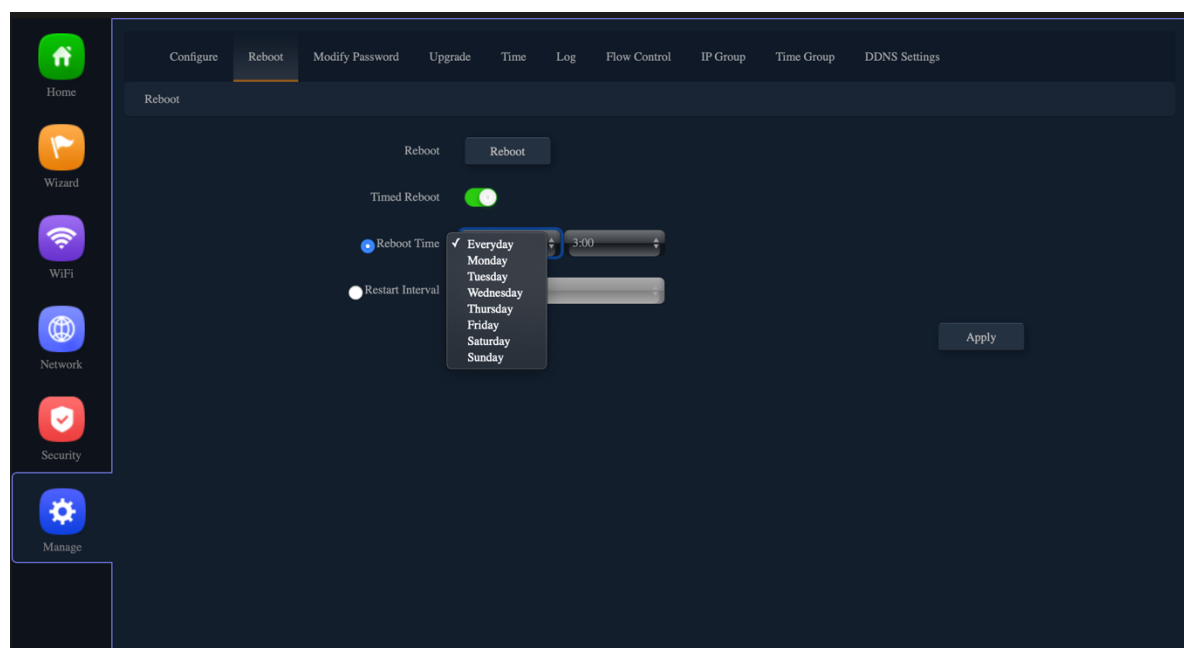 Home
Wizard
WiFi
Network
Security
Manage
Configure Reboot Modify Password Upgrade Time Log Flow Control IP Group Time Group DDNS Settings
Reboot
Reboot Reboot
Timed Reboot
Reboot Time ✓ Everyday 3:00
Monday
Tuesday
Restart Interval Wednesday
Thursday
Friday
Saturday
Sunday
Apply